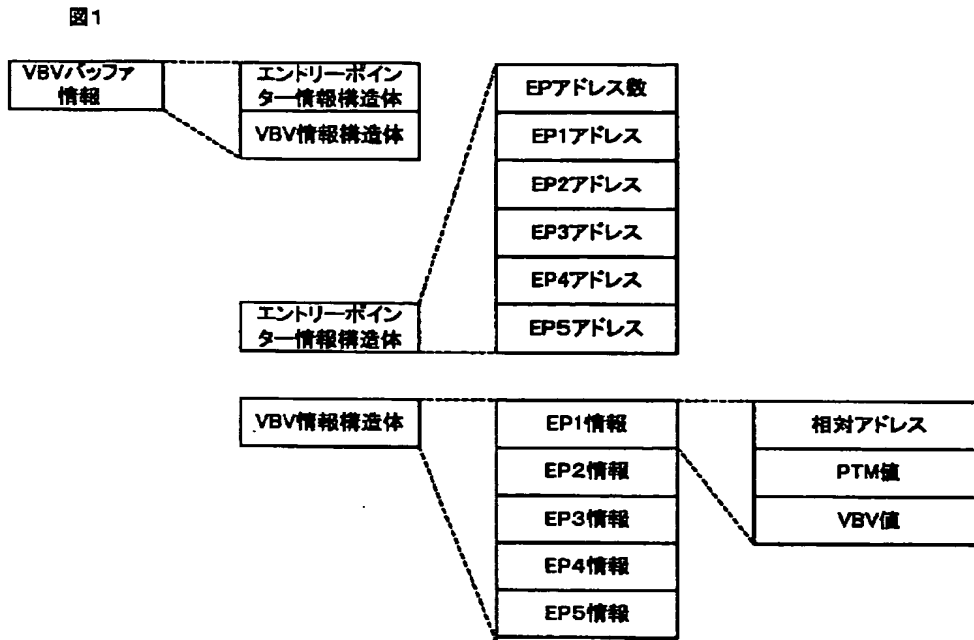 図1
VBVバッファ
情報
エントリーポイン
ター情報構造体
VBV情報構造体
EPアドレス数
EP1アドレス
EP2アドレス
EP3アドレス
EP4アドレス
EP5アドレス
エントリーポイン
ター情報構造体
VBV情報構造体
EP1情報
EP2情報
EP3情報
EP4情報
EP5情報
相対アドレス
PTM値
VBV値